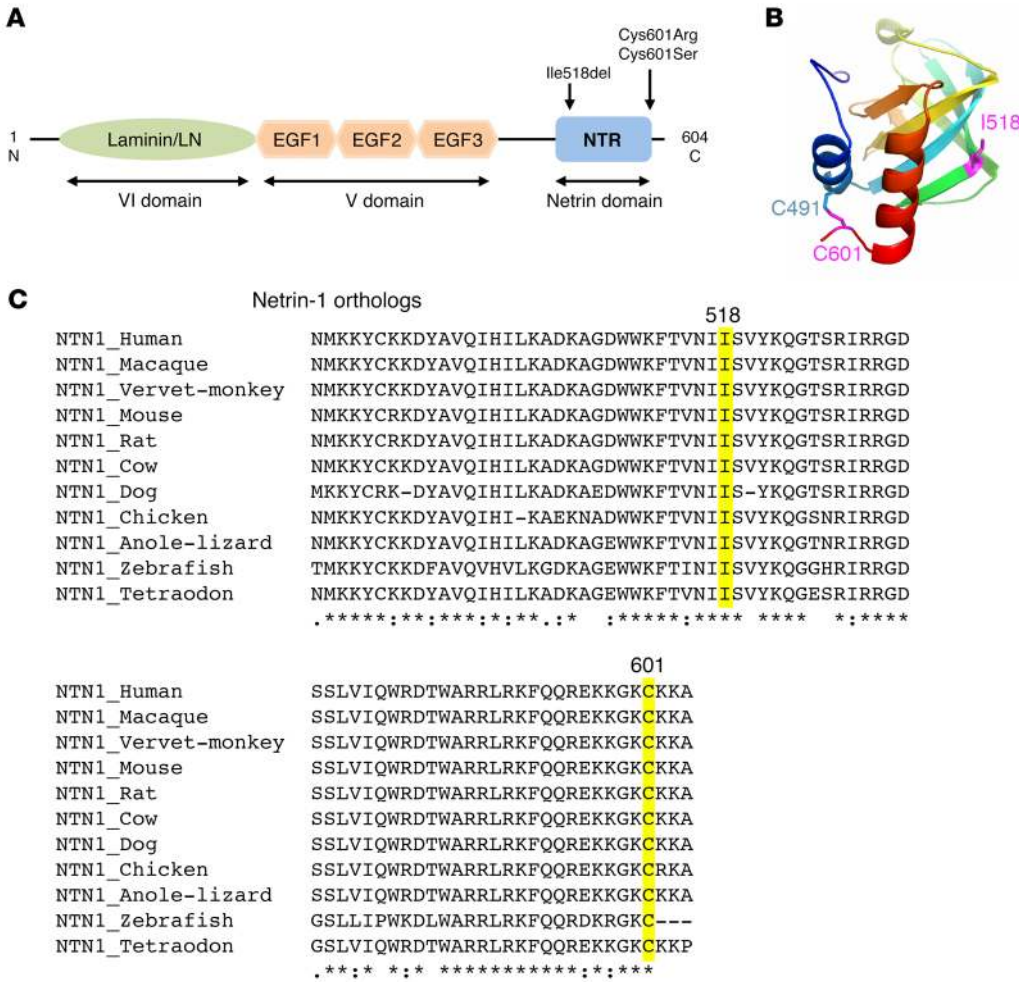 A
Cys601Arg
Cys601Ser
Ile518del
1
N
Laminin/LN
EGF1
EGF2
EGF3
NTR
604
C
VI domain
V domain
Netrin domain
B
I518
C491
C601
C
Netrin-1 orthologs
518
NTN1_Human NMKKYCKKDYAVQIHILKADKAGDWWKFTVNIISVYKQGTSRIRRGD
NTN1_Macaque NMKKYCKKDYAVQIHILKADKAGDWWKFTVNIISVYKQGTSRIRRGD
NTN1_Vervet-monkey NMKKYCKKDYAVQIHILKADKAGDWWKFTVNIISVYKQGTSRIRRGD
NTN1_Mouse NMKKYCRKDYAVQIHILKADKAGDWWKFTVNIISVYKQGTSRIRRGD
NTN1_Rat NMKKYCRKDYAVQIHILKADKAGDWWKFTVNIISVYKQGTSRIRRGD
NTN1_Cow NMKKYCKKDYAVQIHILKADKAGDWWKFTVNIISVYKQGTSRIRRGD
NTN1_Dog MKKYCRK-DYAVQIHILKADKAEDWWKFTVNIIS-YKQGTSRIRRGD
NTN1_Chicken NMKKYCKKDYAVQIHI-KAEKNADWWKFTVNIISVYKQGSNRIRRGD
NTN1_Anole-lizard NMKKYCKKDYAVQIHILKADKAGEWWKFTVNIISVYKQGTNRIRRGD
NTN1_Zebrafish TMKKYCKKDFAVQVHVLKGDKAGEWWKFTINIISVYKQGGHRIRRGD
NTN1_Tetraodon NMKKYCKKDYAVQIHILKADKAGEWWKFTVNIISVYKQGESRIRRGD
.*****:**:***:*:**.:*  :*****:**** ****  *:****
601
NTN1_Human SSLVIQWRDTWARRLRKFQQREKKGKCKKA
NTN1_Macaque SSLVIQWRDTWARRLRKFQQREKKGKCKKA
NTN1_Vervet-monkey SSLVIQWRDTWARRLRKFQQREKKGKCKKA
NTN1_Mouse SSLVIQWRDTWARRLRKFQQREKKGKCKKA
NTN1_Rat SSLVIQWRDTWARRLRKFQQREKKGKCKKA
NTN1_Cow SSLVIQWRDTWARRLRKFQQREKKGKCKKA
NTN1_Dog SSLVIQWRDTWARRLRKFQQREKKGKCKKA
NTN1_Chicken SSLVIQWRDTWARRLRKFQQREKKGKCRKA
NTN1_Anole-lizard SSLVIQWRDTWARRLRKFQQREKKGKCKKA
NTN1_Zebrafish GSLLIPWKDLWARRLRKFQQRDKRGKC---
NTN1_Tetraodon GSLVIQWRDTWARRLRKFQQREKKGKCKKP
.**:* *:* ***********:*:***